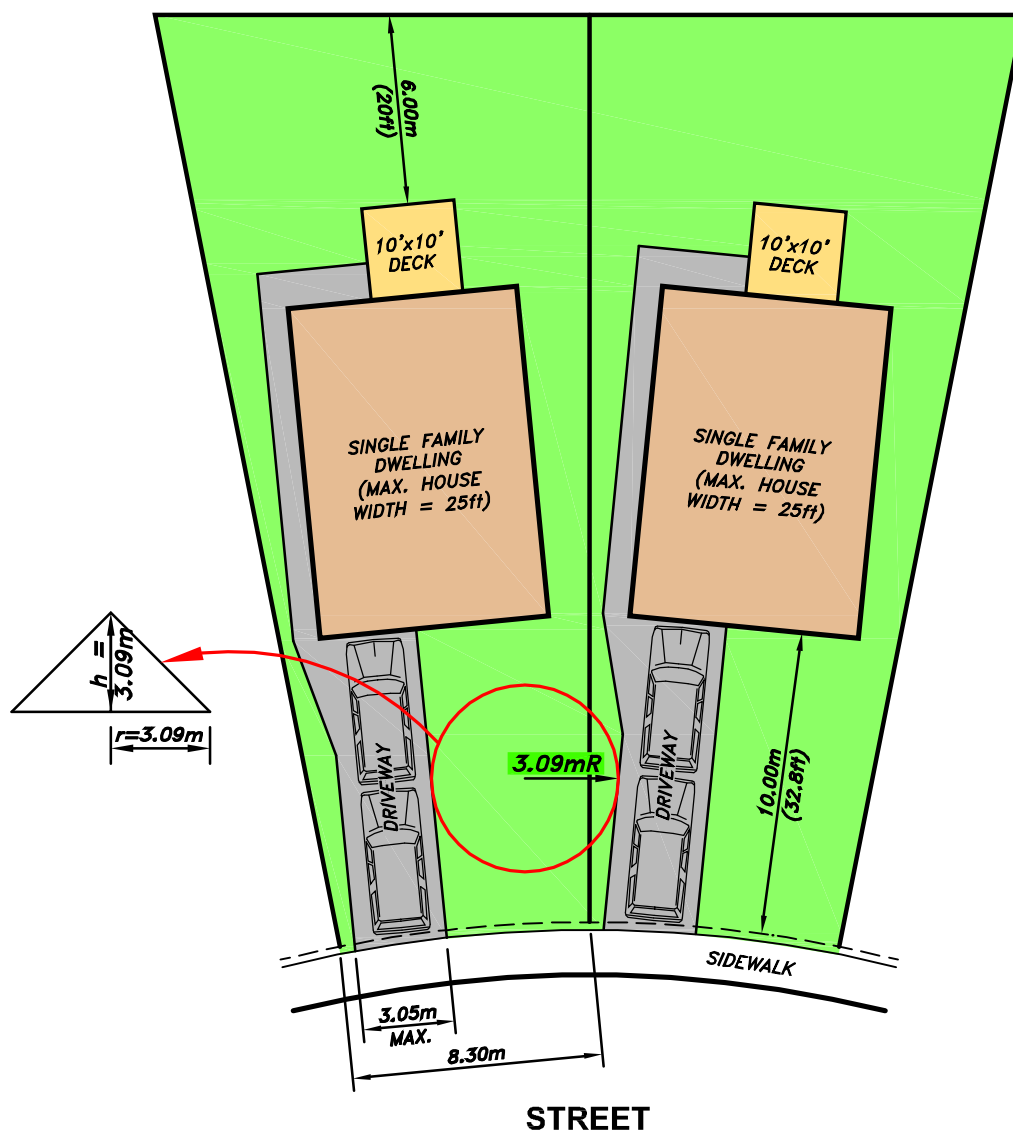 6.00m
(20ft)
10'x10'
DECK
10'x10'
DECK
SINGLE FAMILY
DWELLING
(MAX. HOUSE
WIDTH = 25ft)
SINGLE FAMILY
DWELLING
(MAX. HOUSE
WIDTH = 25ft)
h =
3.09m
r=3.09m
3.09mR
DRIVEWAY
DRIVEWAY
10.00m
(32.8ft)
SIDEWALK
3.05m
MAX.
8.30m
STREET